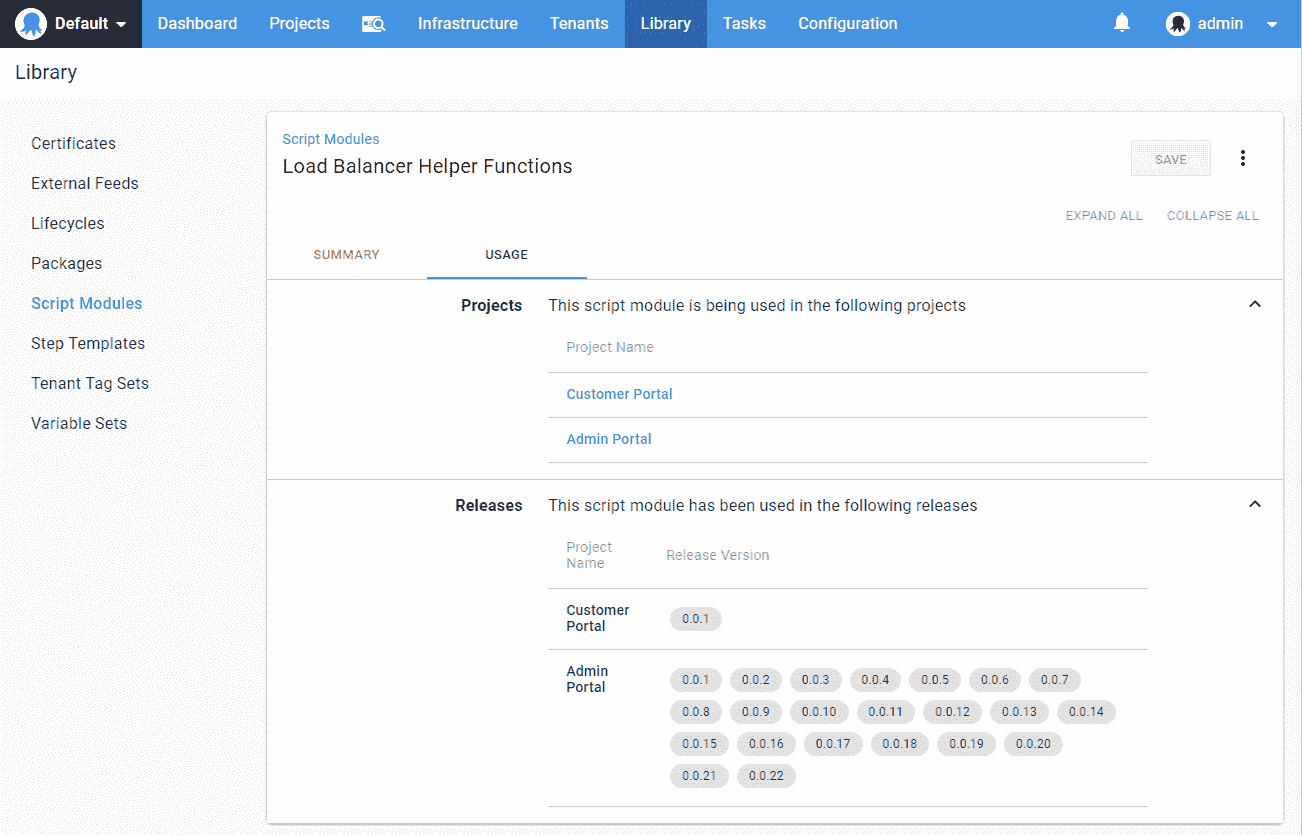 Default
Dashboard
Projects
Infrastructure
Tenants
Library
Tasks
Configuration
admin
Library
Certificates
External Feeds
Lifecycles
Packages
Script Modules
Step Templates
Tenant Tag Sets
Variable Sets
Script Modules
Load Balancer Helper Functions
SAVE
EXPAND ALL
COLLAPSE ALL
SUMMARY
USAGE
Projects
This script module is being used in the following projects
Project Name
Customer Portal
Admin Portal
Releases
This script module has been used in the following releases
Project
Name
Release Version
Customer
Portal
0.0.1
Admin
Portal
0.0.1 0.0.2 0.0.3 0.0.4 0.0.5 0.0.6 0.0.7
0.0.8 0.0.9 0.0.10 0.0.11 0.0.12 0.0.13 0.0.14
0.0.15 0.0.16 0.0.17 0.0.18 0.0.19 0.0.20
0.0.21 0.0.22